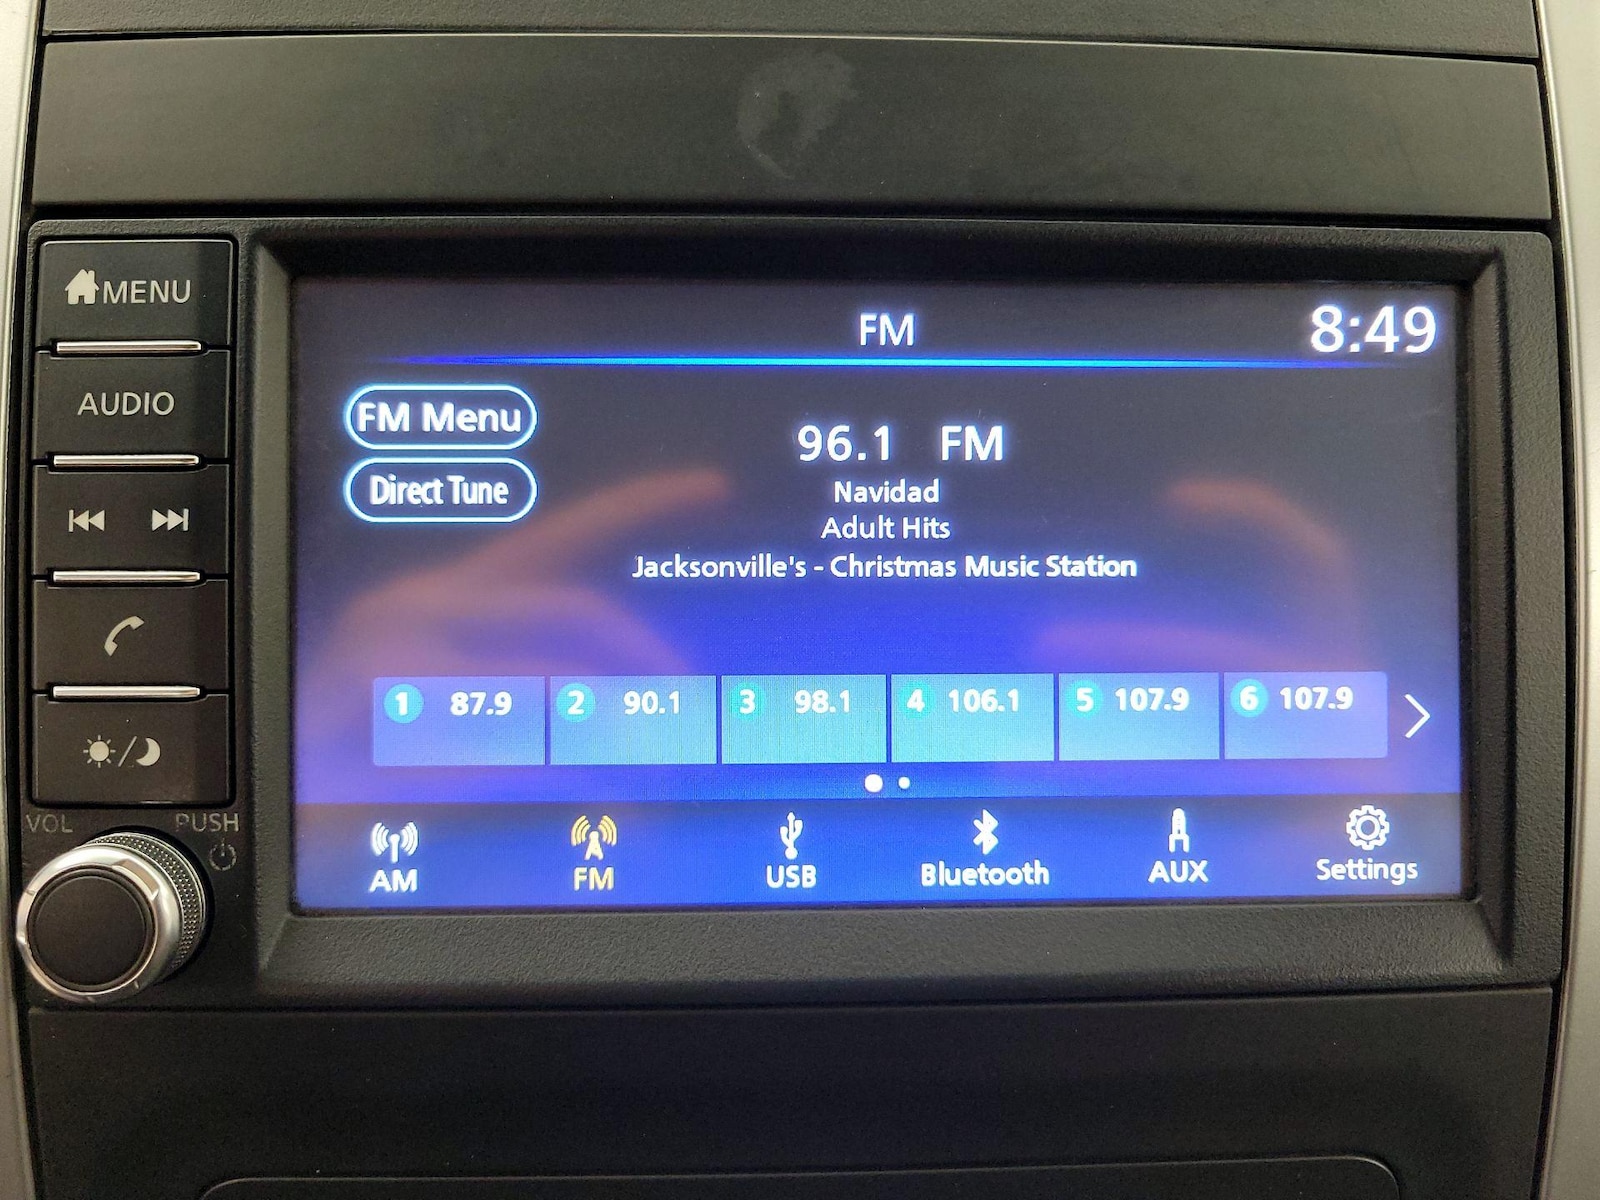 MENU
AUDIO
VOL PUSH
FM 8:49
FM Menu
Direct Tune
96.1 FM
Navidad
Adult Hits
Jacksonville's - Christmas Music Station
1 87.9 2 90.1 3 98.1 4 106.1 5 107.9 6 107.9
AM FM USB Bluetooth AUX Settings